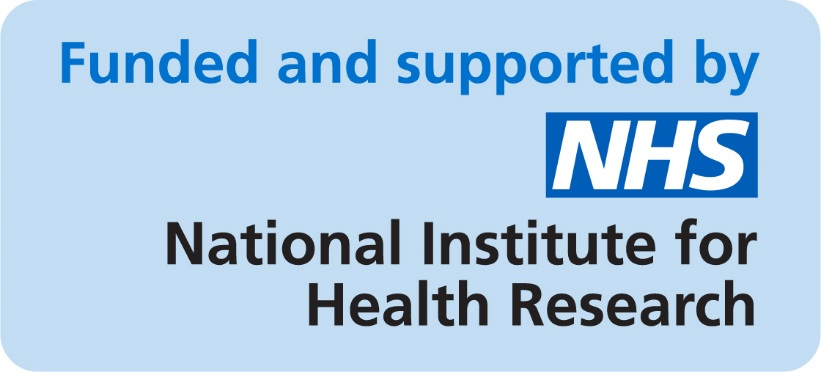 Funded and supported by
NHS
National Institute for
Health Research